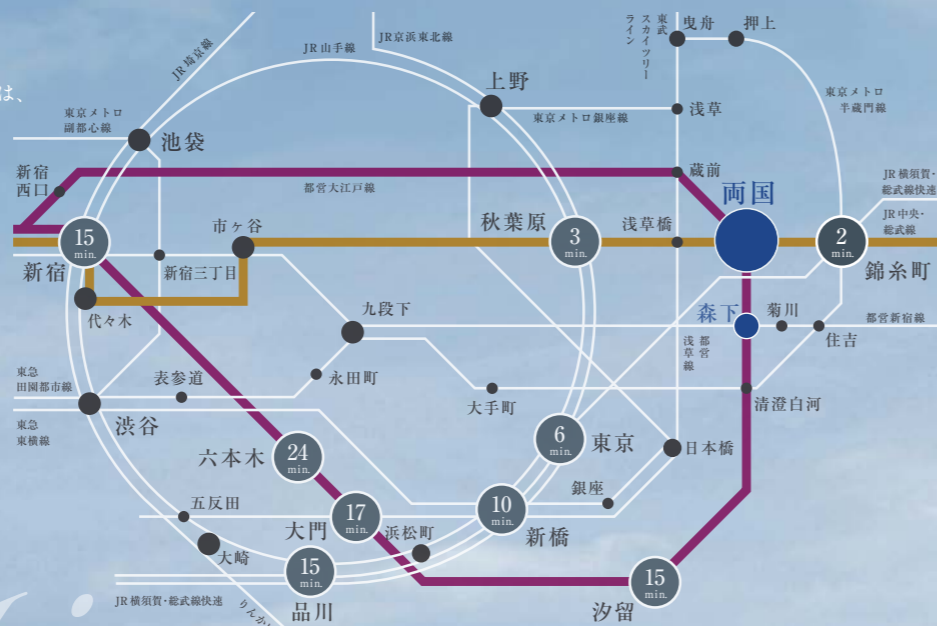 は、
JR埼京線
JR山手線
JR京浜東北線
東武
スカイツリー
ライン
曳舟
押上
東京メトロ
半蔵門線
上野
東京メトロ銀座線
浅草
東京メトロ
副都心線
池袋
新宿
西口
都営大江戸線
蔵前
両国
JR横須賀・
総武線快速
JR中央・
総武線
15
min.
新宿
市ヶ谷
新宿三丁目
秋葉原
3
min.
浅草橋
2
min.
錦糸町
代々木
九段下
森下
菊川
住吉
都営新宿線
都営
浅草線
東急
田園都市線
表参道
永田町
大手町
清澄白河
東急
東横線
渋谷
六本木
24
min.
6
min.
東京
日本橋
五反田
大門
17
min.
浜松町
10
min.
新橋
銀座
大崎
15
min.
品川
15
min.
汐留
JR横須賀・総武線快速
りんか